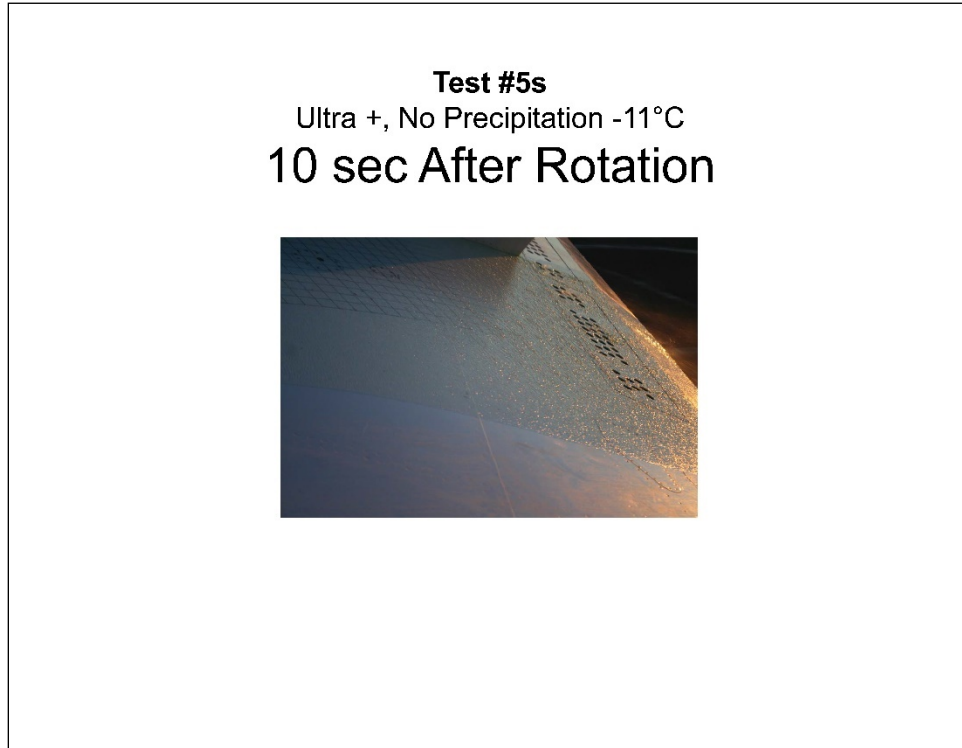 Test #5s
Ultra +, No Precipitation -11°C
10 sec After Rotation